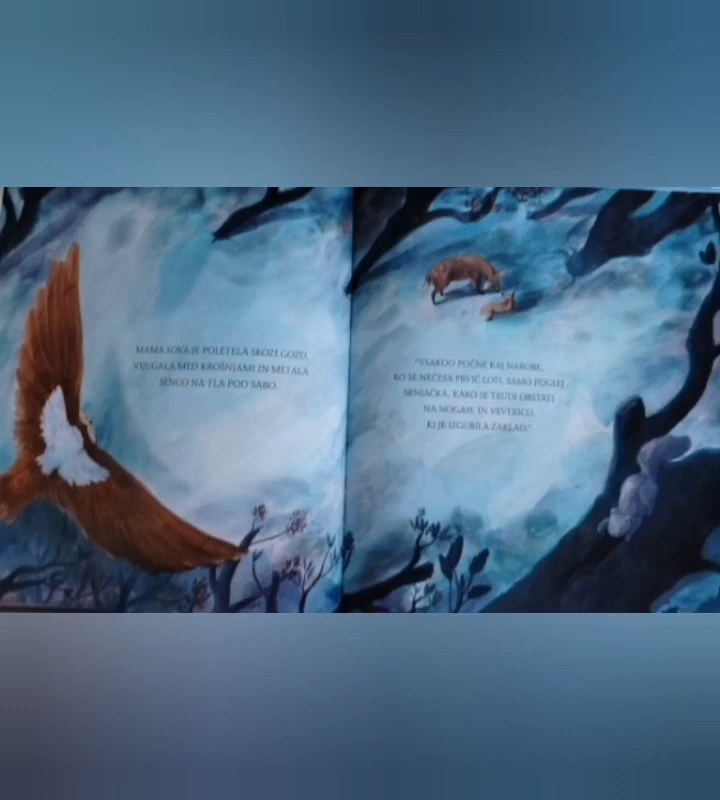 MAMA SOVA JE POLETELA SKOZI GOZD,
VIJUGALA MED KROŠNJAMI IN METALA
SENCO NA TLA POD SABO.
"VSAKDO POČNE KAJ NAROBE,
KO SE NEČESA PRVIČ LOTI. SAMO POGLEJ
SRNJAČKA, KAKO SE TRUDI OBSTATI
NA NOGAH. IN VEVERICO,
KI JE IZGUBILA ZAKLAD."